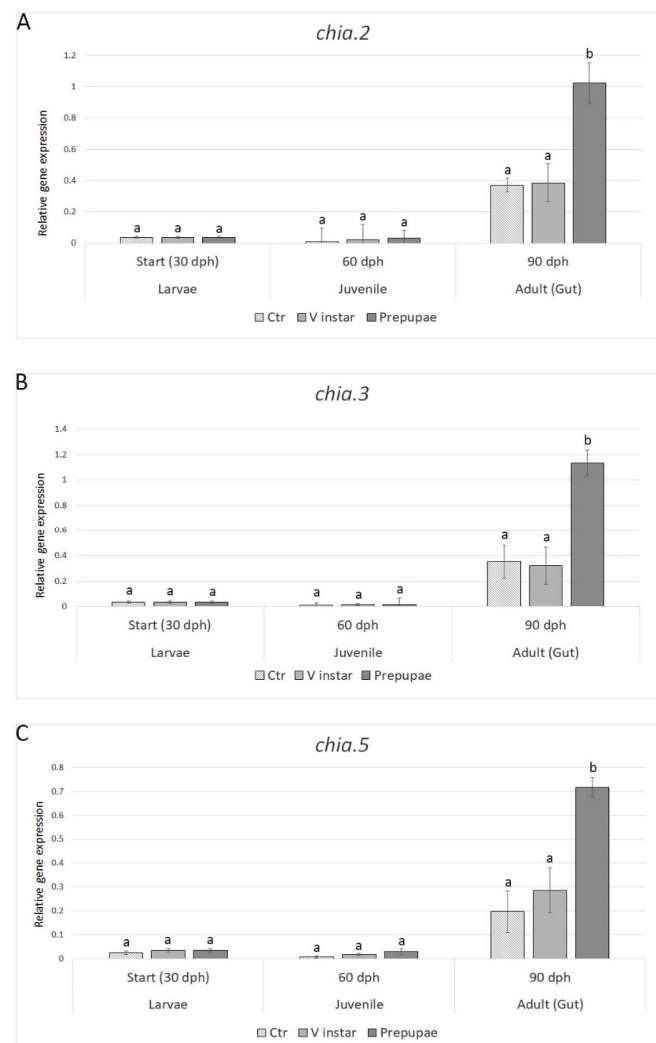 A
chia.2
1.2
1
0.8
0.6
0.4
0.2
0
Relative gene expression
a a a
a a a
a a b
Start (30 dph) 60 dph 90 dph
Larvae Juvenile Adult (Gut)
Ctr V instar Prepupae
B
chia.3
1.4
1.2
1
0.8
0.6
0.4
0.2
0
Relative gene expression
a a a
a a a
a a b
Start (30 dph) 60 dph 90 dph
Larvae Juvenile Adult (Gut)
Ctr V instar Prepupae
C
chia.5
0.8
0.7
0.6
0.5
0.4
0.3
0.2
0.1
0
Relative gene expression
a a a
a a a
a a b
Start (30 dph) 60 dph 90 dph
Larvae Juvenile Adult (Gut)
Ctr V instar Prepupae